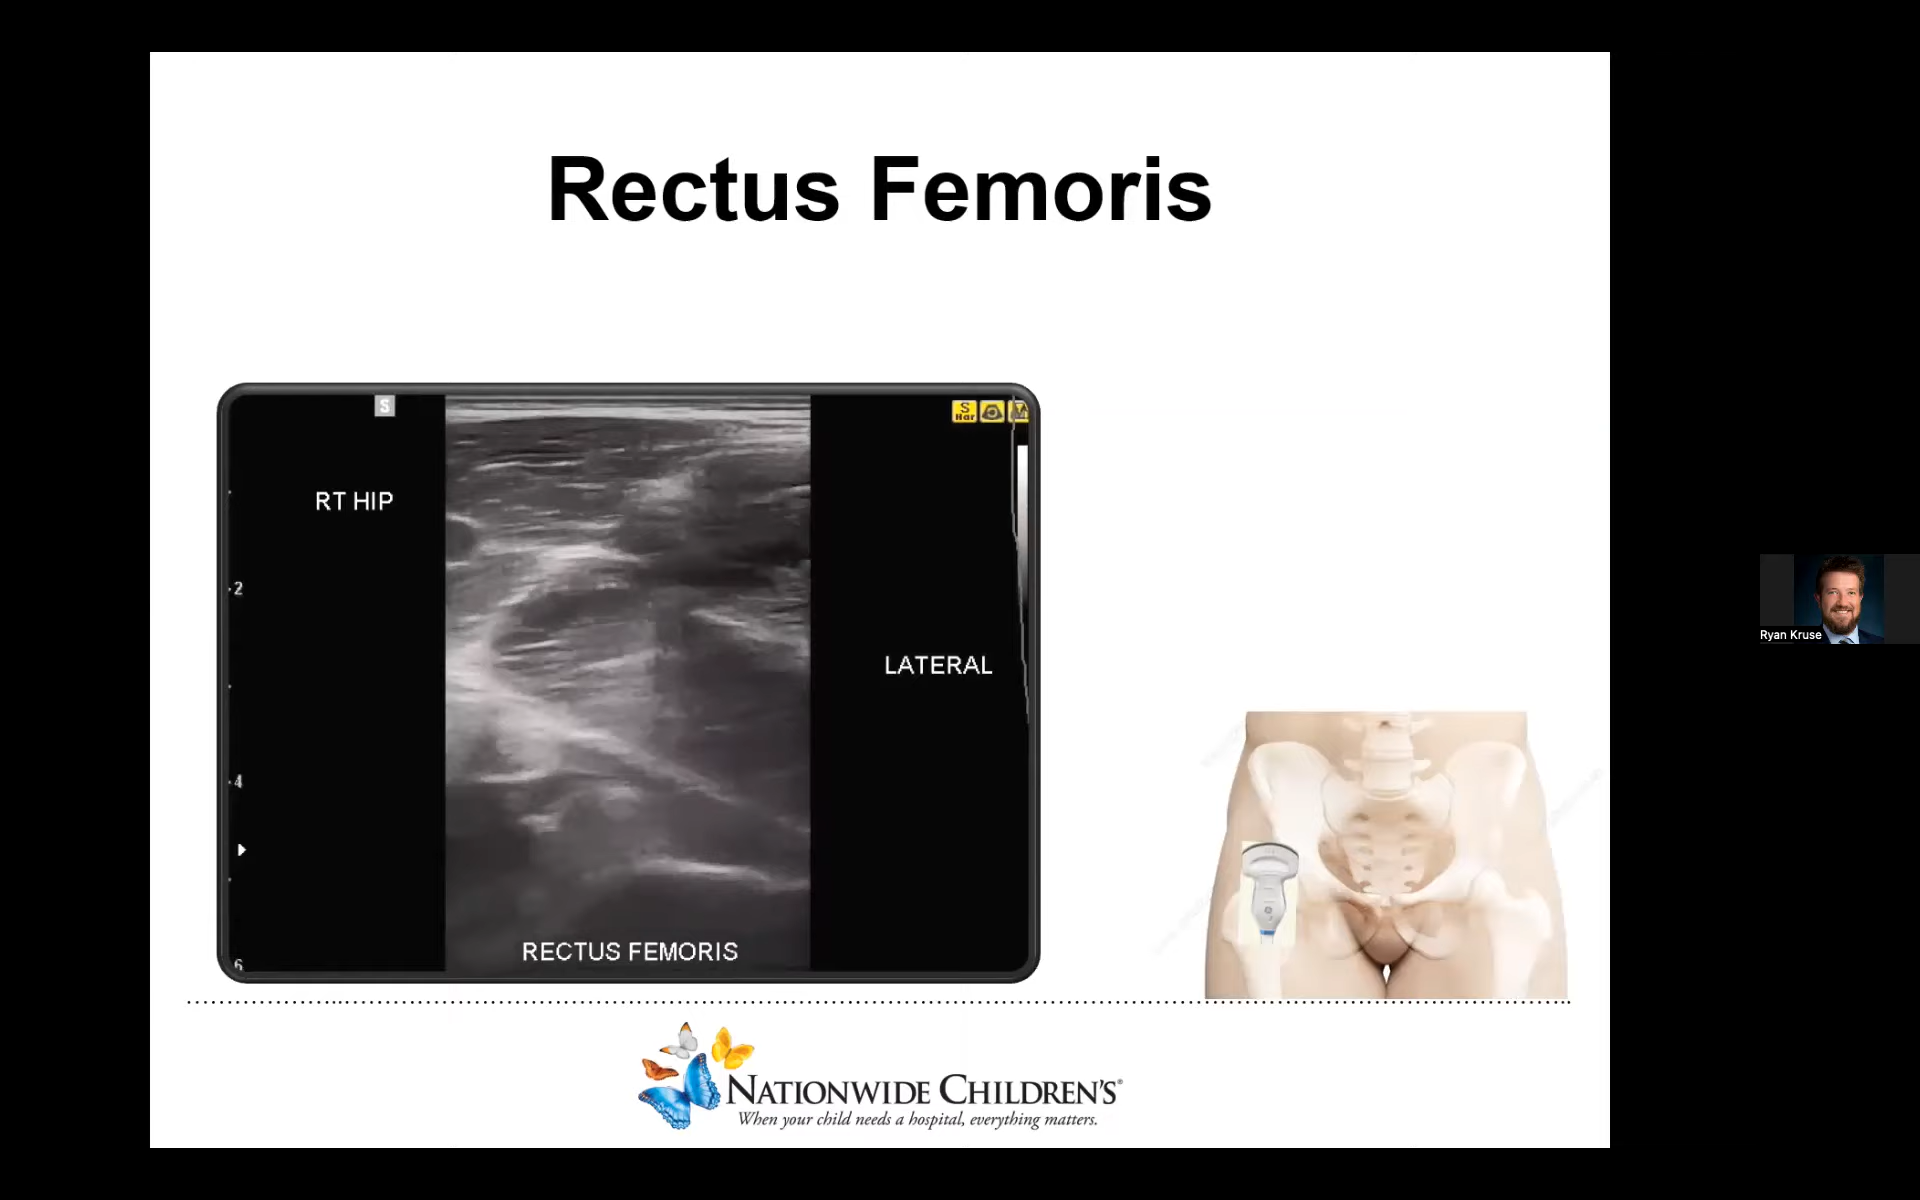 Rectus Femoris
S
S
Har
RT HIP
2
LATERAL
4
6
RECTUS FEMORIS
Ryan Kruse
NATIONWIDE CHILDREN'S®
When your child needs a hospital, everything matters.